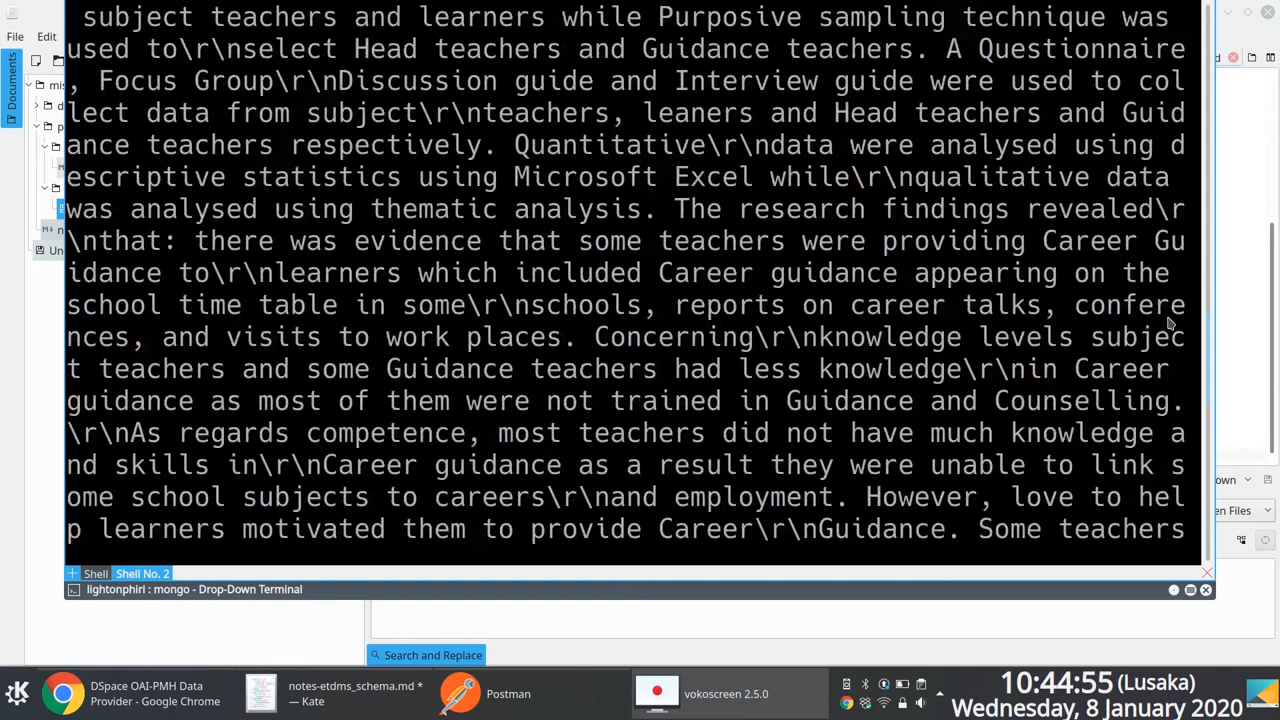 File Edit
Documents
mis
d
p
n
Un
subject teachers and learners while Purposive sampling technique was
used to\r\nselect Head teachers and Guidance teachers. A Questionnaire
, Focus Group\r\nDiscussion guide and Interview guide were used to col
lect data from subject\r\nteachers, leaners and Head teachers and Guid
ance teachers respectively. Quantitative\r\ndata were analysed using d
escriptive statistics using Microsoft Excel while\r\nqualitative data
was analysed using thematic analysis. The research findings revealed\r
\nthat: there was evidence that some teachers were providing Career Gu
idance to\r\nlearners which included Career guidance appearing on the
school time table in some\r\nschools, reports on career talks, confere
nces, and visits to work places. Concerning\r\nknowledge levels subjec
t teachers and some Guidance teachers had less knowledge\r\nin Career
guidance as most of them were not trained in Guidance and Counselling.
\r\nAs regards competence, most teachers did not have much knowledge a
nd skills in\r\nCareer guidance as a result they were unable to link s
ome school subjects to careers\r\nand employment. However, love to hel
p learners motivated them to provide Career\r\nGuidance. Some teachers
d
own
en Files
Shell Shell No. 2
lightonphiri : mongo - Drop-Down Terminal
Search and Replace
DSpace OAI-PMH Data
Provider - Google Chrome
notes-etdms_schema.md *
— Kate
Postman
vokoscreen 2.5.0
10:44:55 (Lusaka)
Wednesday, 8 January 2020